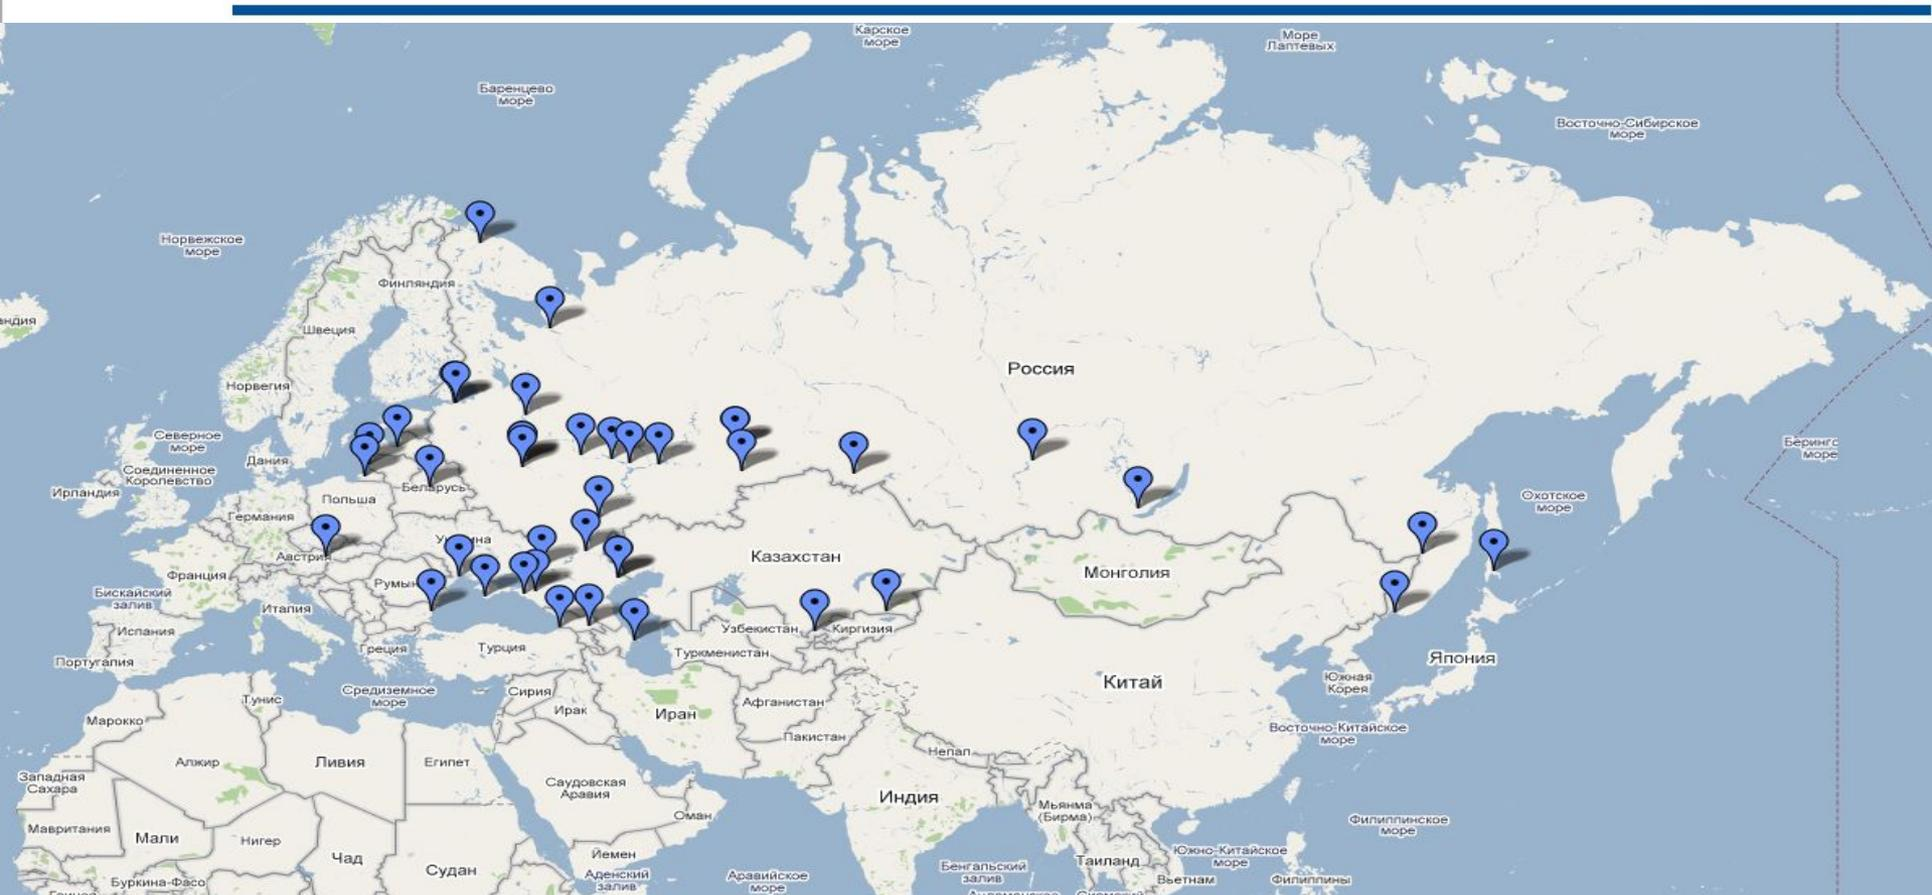 Карское
море
Море
Лаптевых
Баренцево
море
Восточно-Сибирское
море
Норвежское
море
Финляндия
андия
Швеция
Россия
Норвегия
Северное
море
Берингс
море
Дания
Соединенное
Королевство
Ирландия
Беларусь
Польша
Охотское
море
Германия
Австрия
Казахстан
Франция
Монголия
Румын
Бискайский
залив
Италия
Испания
Узбекистан
Киргизия
Греция
Турция
Туркменистан
Япония
Португалия
Южная
Корея
Китай
Средиземное
море
Сирия
Тунис
Афганистан
Ирак
Иран
Марокко
Восточно-Китайское
море
Пакистан
Непал
Алжир
Ливия
Египет
Западная
Сахара
Саудовская
Аравия
Индия
Мьянма
(Бирма)
Оман
Филиппинское
море
Мавритания
Мали
Нигер
Йемен
Южно-Китайское
море
Чад
Таиланд
Судан
Аденский
залив
Аравийское
море
Бенгальский
залив
Вьетнам
Филиппины
Буркина-Фасо